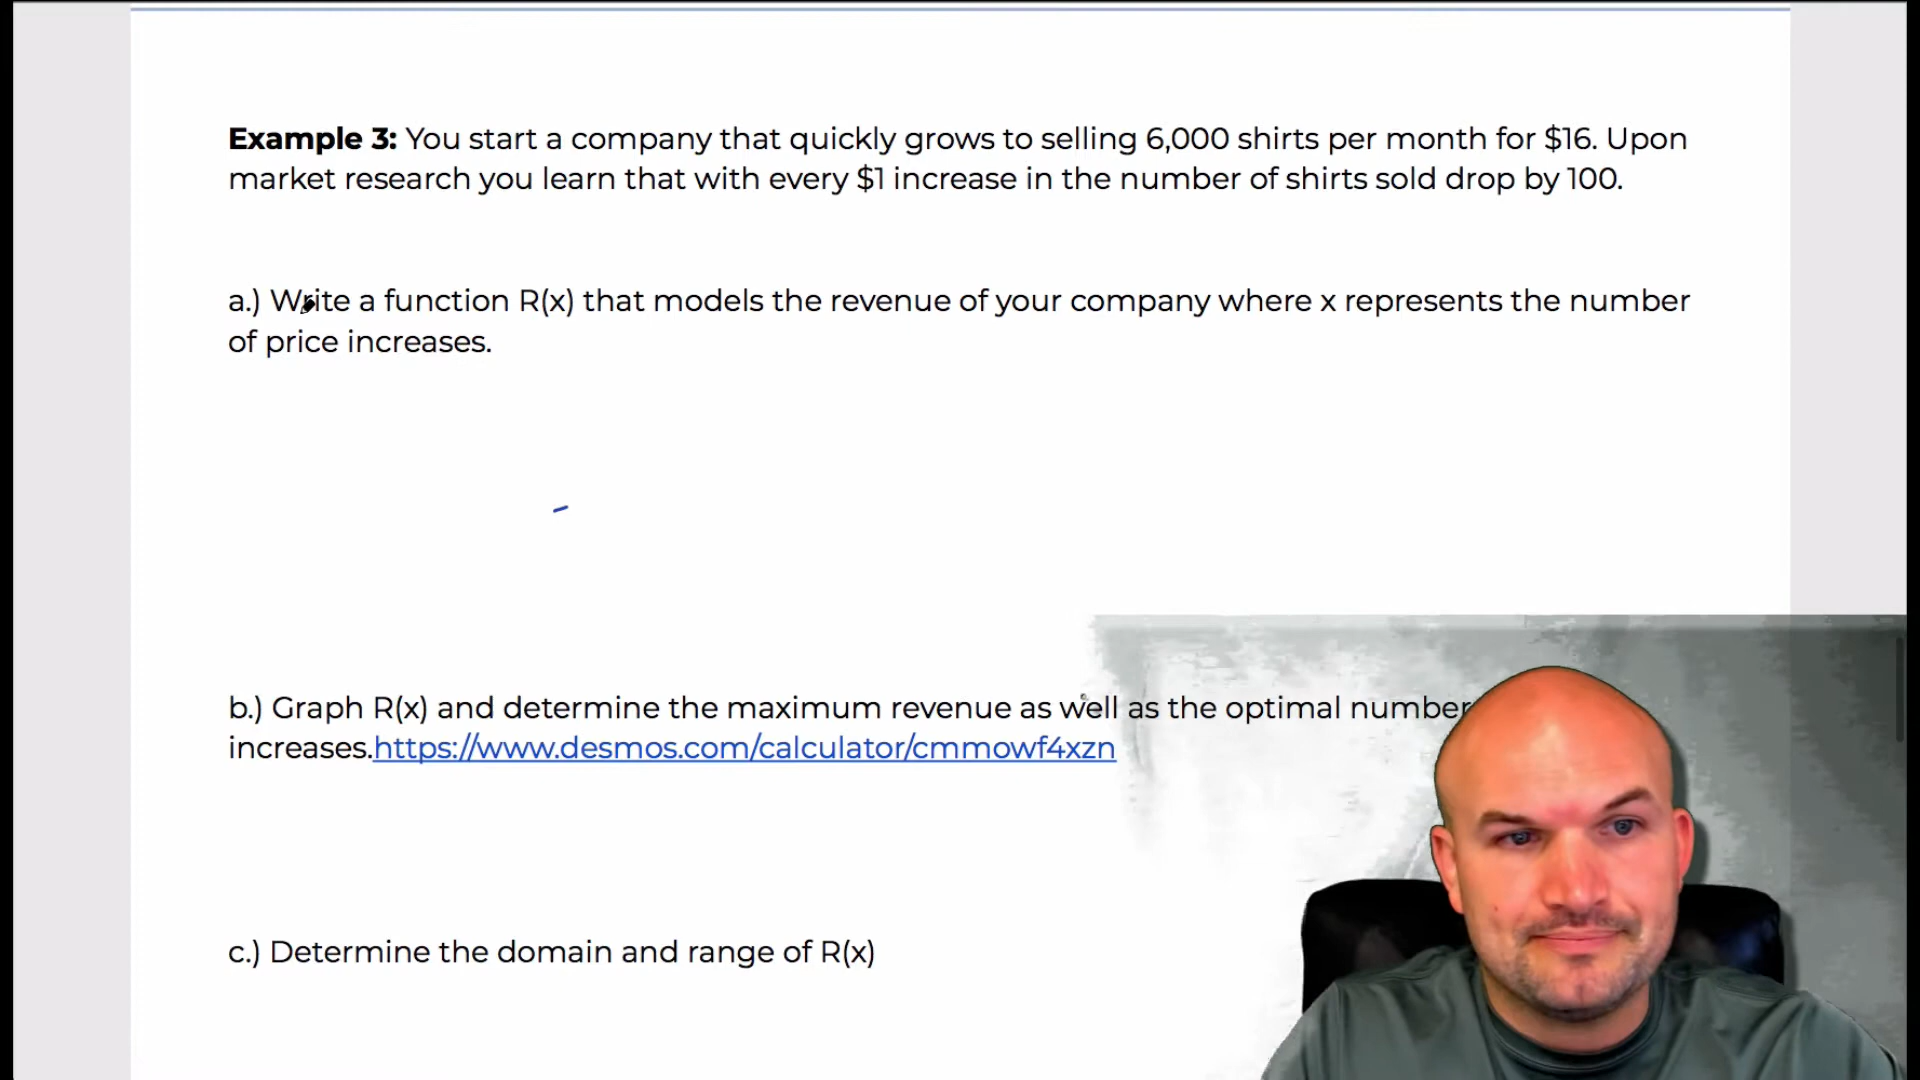 Example 3: You start a company that quickly grows to selling 6,000 shirts per month for $16. Upon
market research you learn that with every $1 increase in the number of shirts sold drop by 100.
a.) Write a function R(x) that models the revenue of your company where x represents the number
of price increases.
b.) Graph R(x) and determine the maximum revenue as well as the optimal number
increases.https://www.desmos.com/calculator/cmmowf4xzn
c.) Determine the domain and range of R(x)